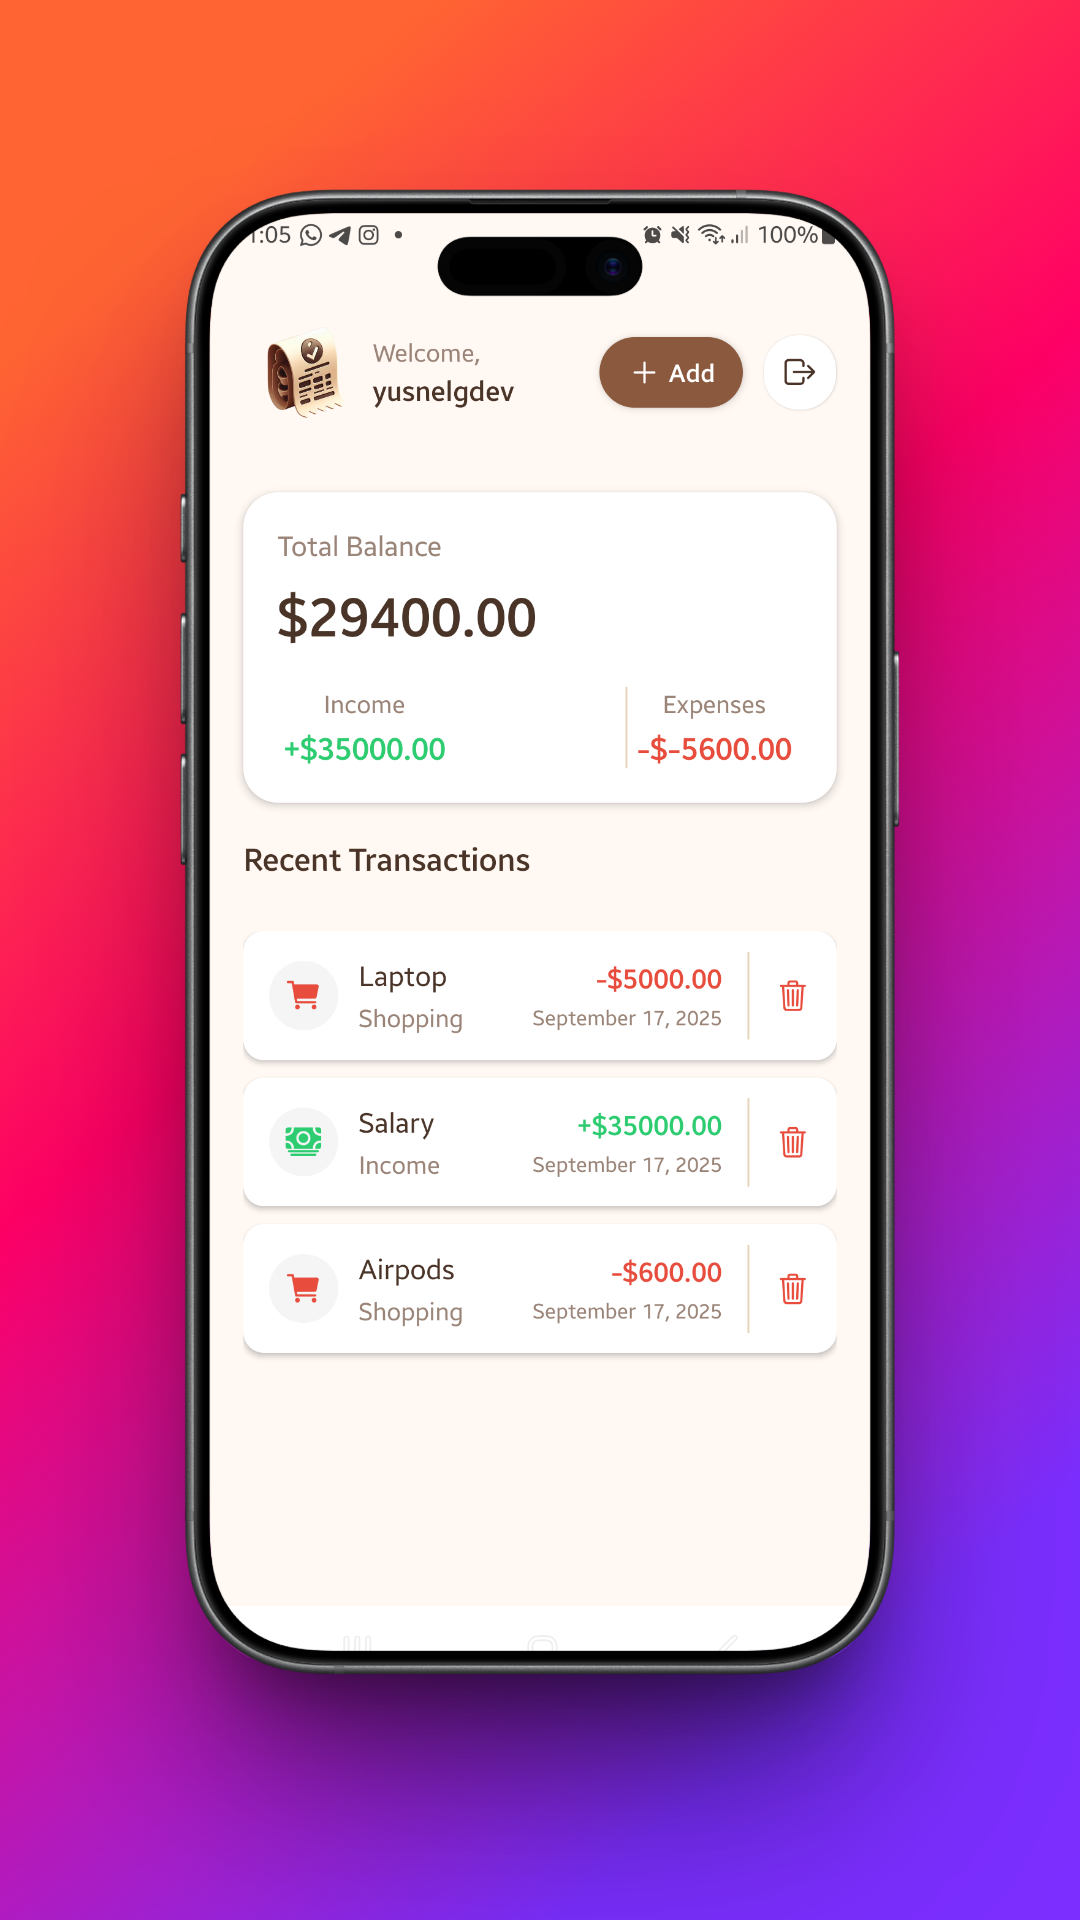 1:05
100%
Welcome,
yusnelgdev
+ Add
Total Balance
$29400.00
Income
Expenses
+$35000.00
-$-5600.00
Recent Transactions
Laptop
-$5000.00
Shopping
September 17, 2025
Salary
+$35000.00
Income
September 17, 2025
Airpods
-$600.00
Shopping
September 17, 2025